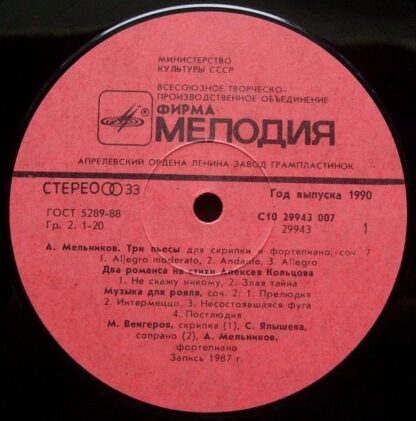 МИНИСТЕРСТВО
КУЛЬТУРЫ СССР
ВСЕСОЮЗНОЕ ТВОРЧЕСКО-
ПРОИЗВОДСТВЕННОЕ ОБЪЕДИНЕНИЕ
ФИРМА
МЕЛОДИЯ
®
АПРЕЛЕВСКИЙ ОРДЕНА ЛЕНИНА ЗАВОД ГРАМПЛАСТИНОК
СТЕРЕО 33
Год выпуска 1990
ГОСТ 5289-88
Гр. 2. 1-20
С10 29943 007
29943
1
А. Мельников. Три пьесы для скрипки и фортепиано, соч. 7
1. Allegro moderato, 2. Andante, 3. Allegro
Два романса на стихи Алексея Кольцова
1. Не скажу никому, 2. Злая тайна
Музыка для рояля, соч. 2: 1. Прелюдия
2. Интермеццо, 3. Несостоявшаяся фуга
4. Постлюдия
М. Венгеров, скрипка (1), С. Ялышева,
сопрано (2), А. Мельников,
фортепиано
Запись 1987 г.